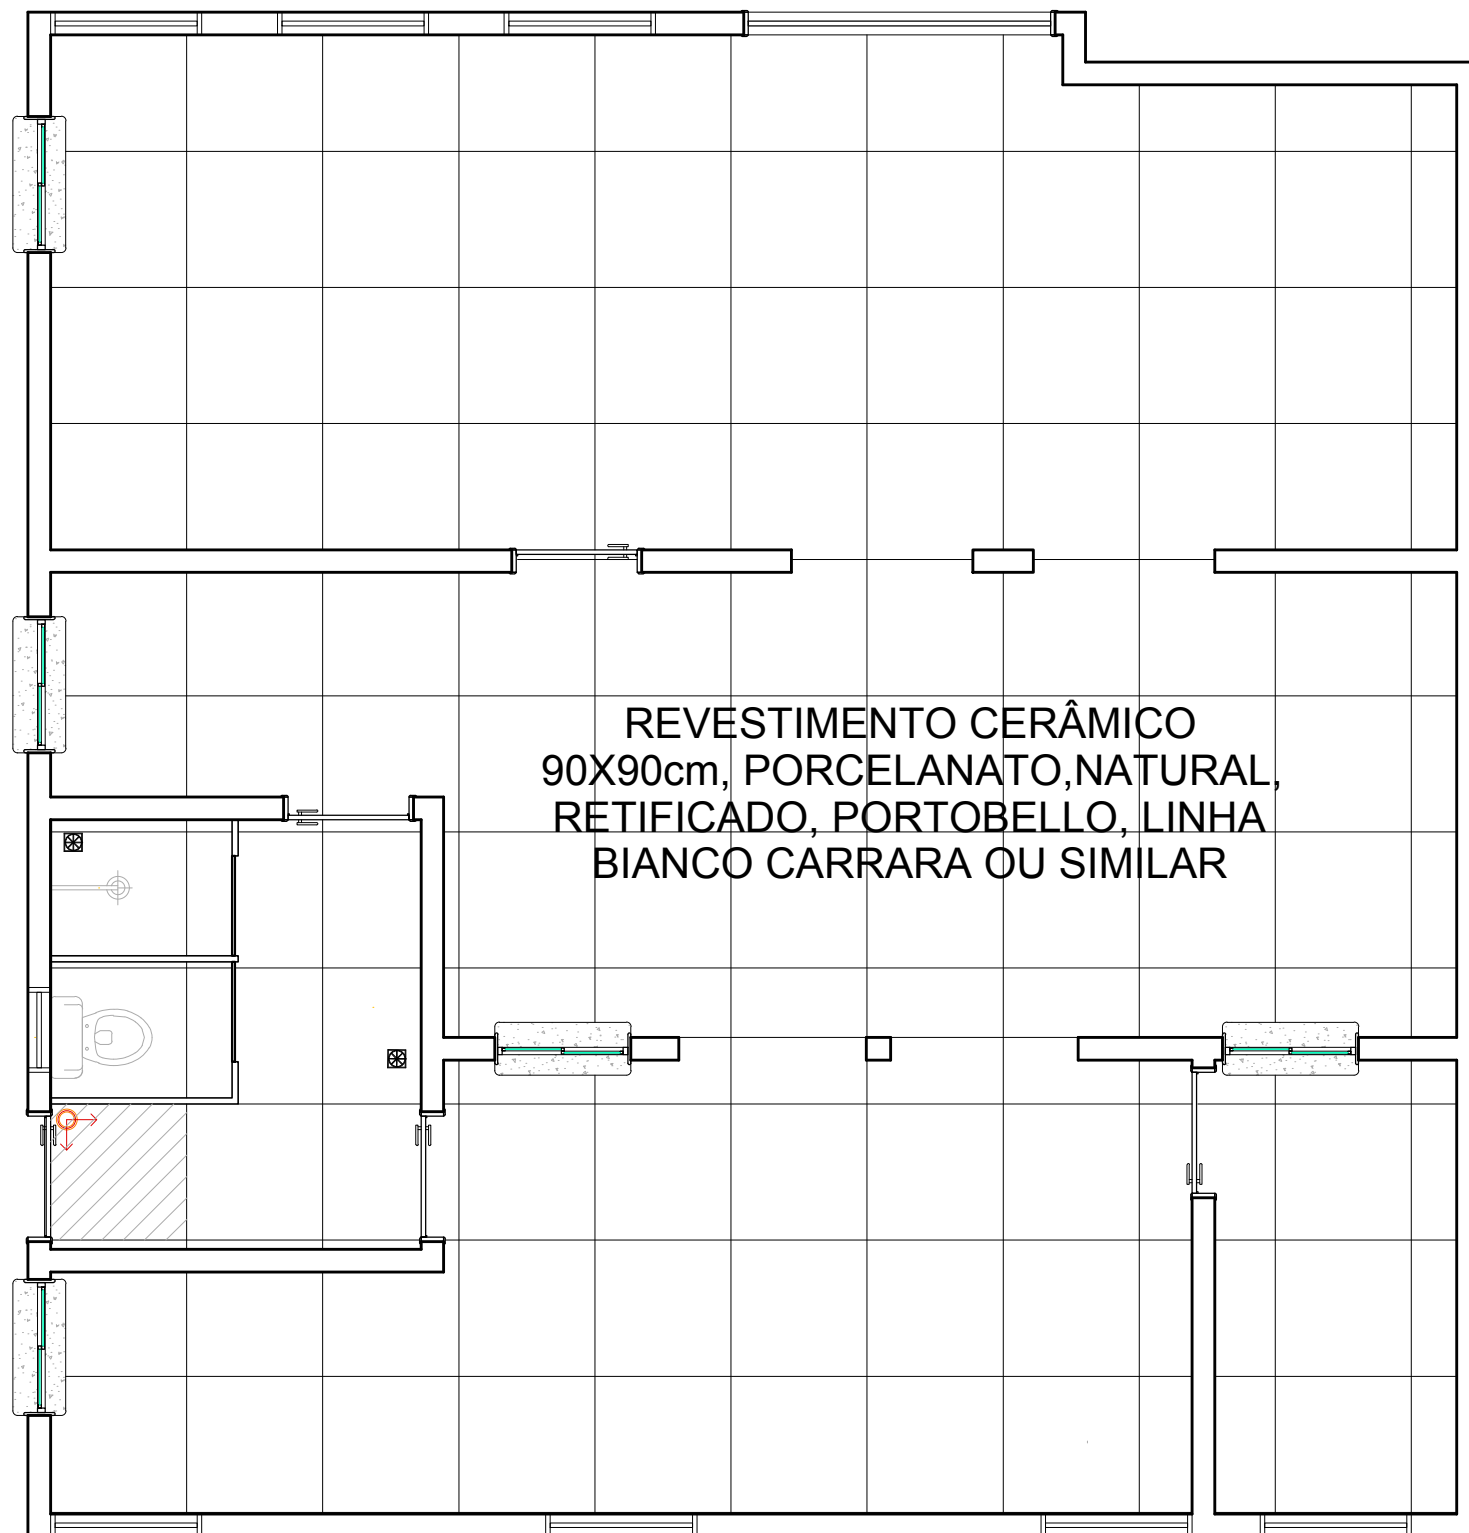 REVESTIMENTO CERÂMICO
90X90cm, PORCELANATO,NATURAL,
RETIFICADO, PORTOBELLO, LINHA
BIANCO CARRARA OU SIMILAR